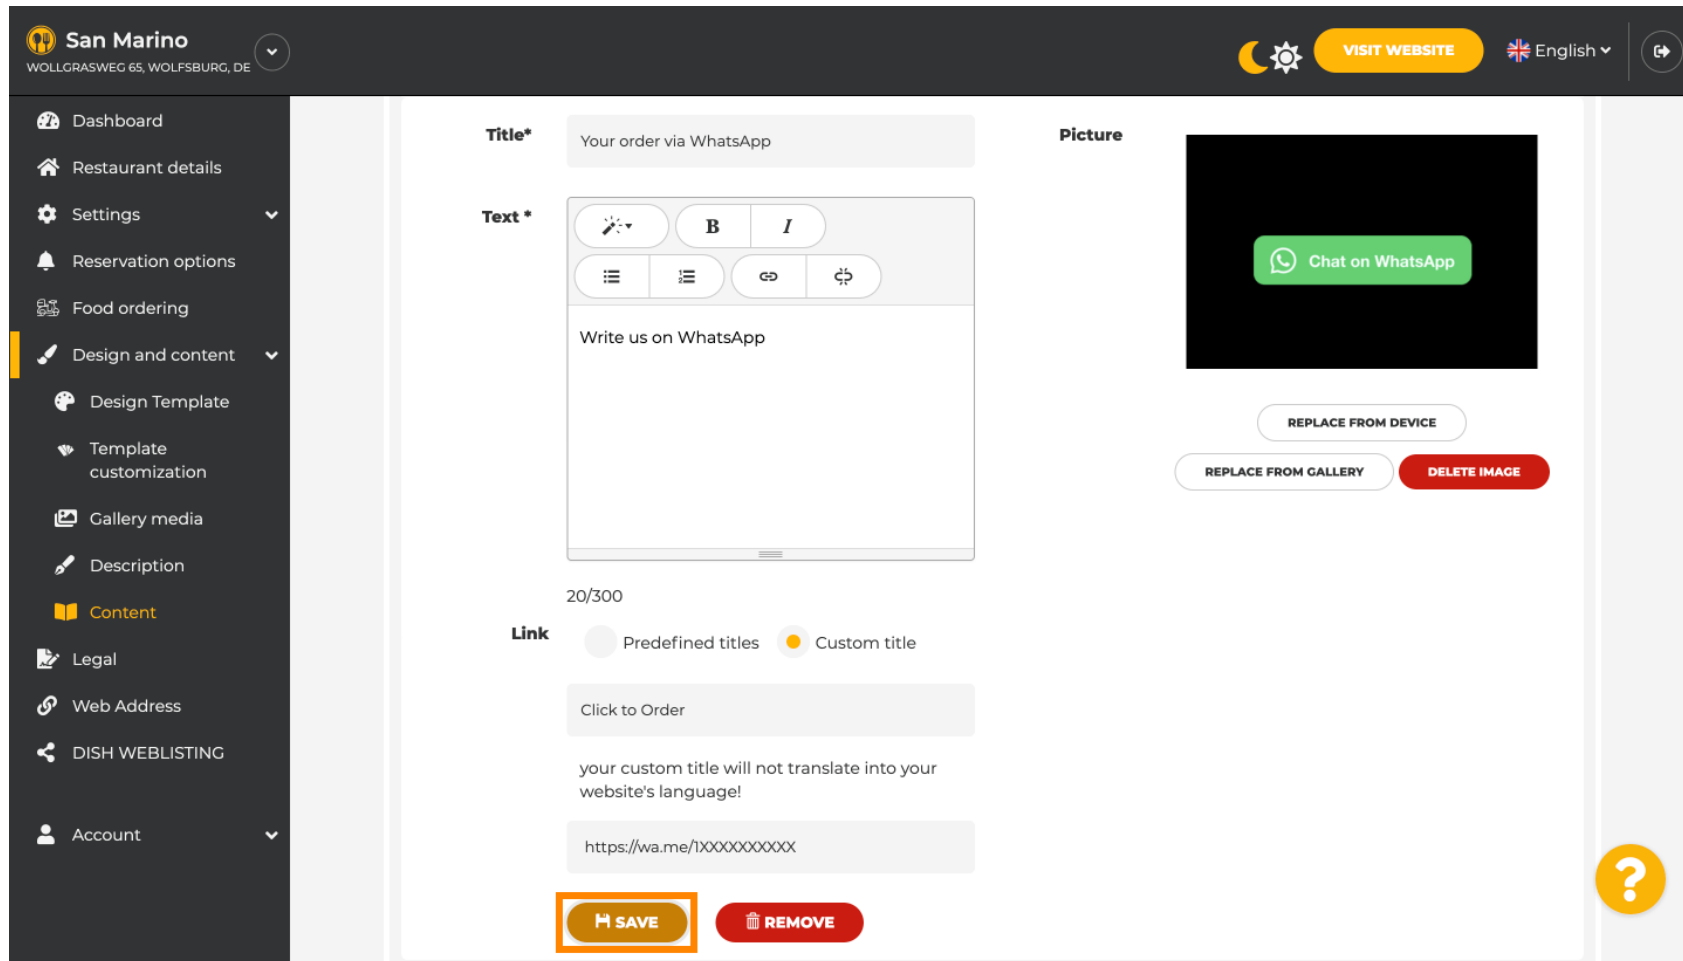 San Marino
WOLLGRASWEG 65, WOLFSBURG, DE
VISIT WEBSITE
English
Dashboard
Restaurant details
Settings
Reservation options
Food ordering
Design and content
Design Template
Template
customization
Gallery media
Description
Content
Legal
Web Address
DISH WEBLISTING
Account
Title*
Your order via WhatsApp
Text *
B
I
Write us on WhatsApp
20/300
Link
Predefined titles
Custom title
Click to Order
your custom title will not translate into your
website's language!
https://wa.me/1XXXXXXXXXX
SAVE
REMOVE
Picture
Chat on WhatsApp
REPLACE FROM DEVICE
REPLACE FROM GALLERY
DELETE IMAGE
?